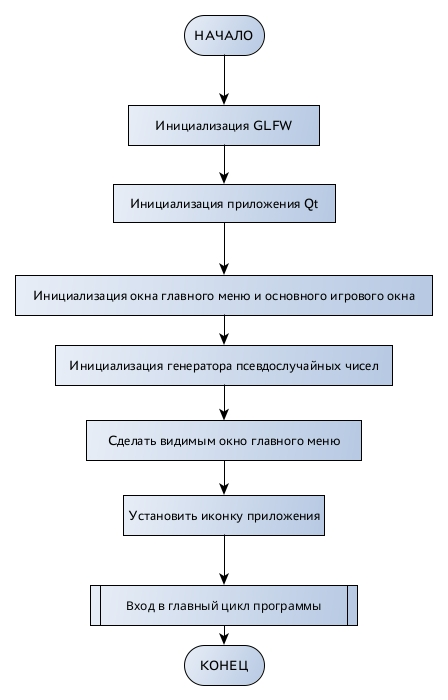 НАЧАЛО
Инициализация GLFW
Инициализация приложения Qt
Инициализация окна главного меню и основного игрового окна
Инициализация генератора псевдослучайных чисел
Сделать видимым окно главного меню
Установить иконку приложения
Вход в главный цикл программы
КОНЕЦ